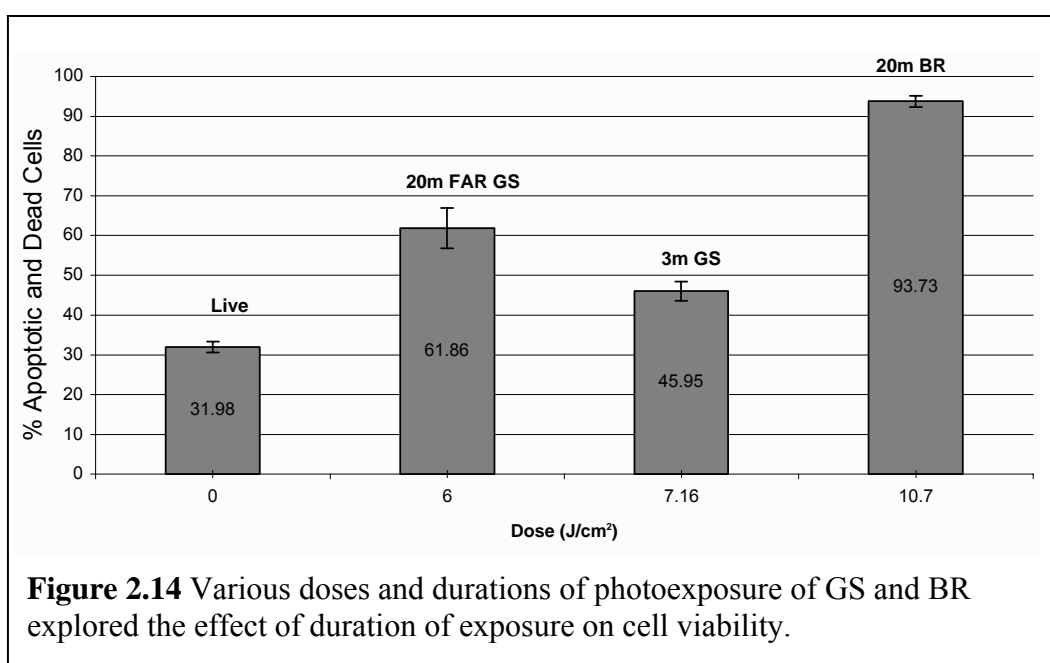 % Apoptotic and Dead Cells
100
90
80
70
60
50
40
30
20
10
0
Live
31.98
20m FAR GS
61.86
3m GS
45.95
20m BR
93.73
0 6 7.16 10.7
Dose (J/cm²)
Figure 2.14 Various doses and durations of photoexposure of GS and BR
explored the effect of duration of exposure on cell viability.